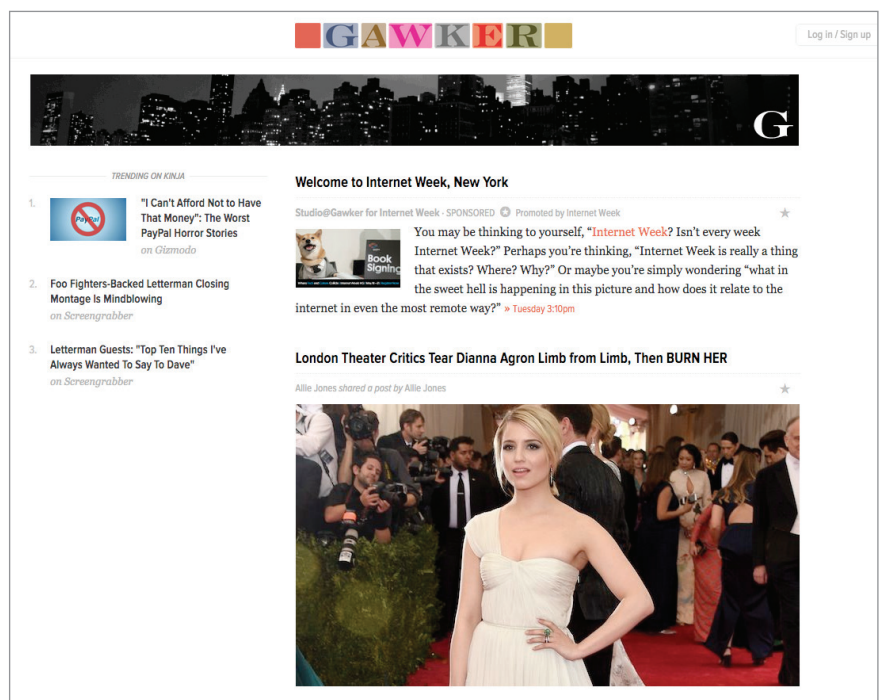 GAWKER
Log in / Sign up
G
TRENDING ON KINJA
1.
PayPal
"I Can't Afford Not to Have
That Money": The Worst
PayPal Horror Stories
on Gizmodo
2.
Foo Fighters-Backed Letterman Closing
Montage Is Mindblowing
on Screengrabber
3.
Letterman Guests: "Top Ten Things I've
Always Wanted To Say To Dave"
on Screengrabber
Welcome to Internet Week, New York
Studio@Gawker for Internet Week - SPONSORED Promoted by Internet Week
Book
Signing
You may be thinking to yourself, “Internet Week? Isn’t every week
Internet Week?” Perhaps you’re thinking, “Internet Week is really a thing
that exists? Where? Why?” Or maybe you’re simply wondering “what in
the sweet hell is happening in this picture and how does it relate to the
internet in even the most remote way?” » Tuesday 3:10pm
London Theater Critics Tear Dianna Agron Limb from Limb, Then BURN HER
Allie Jones shared a post by Allie Jones